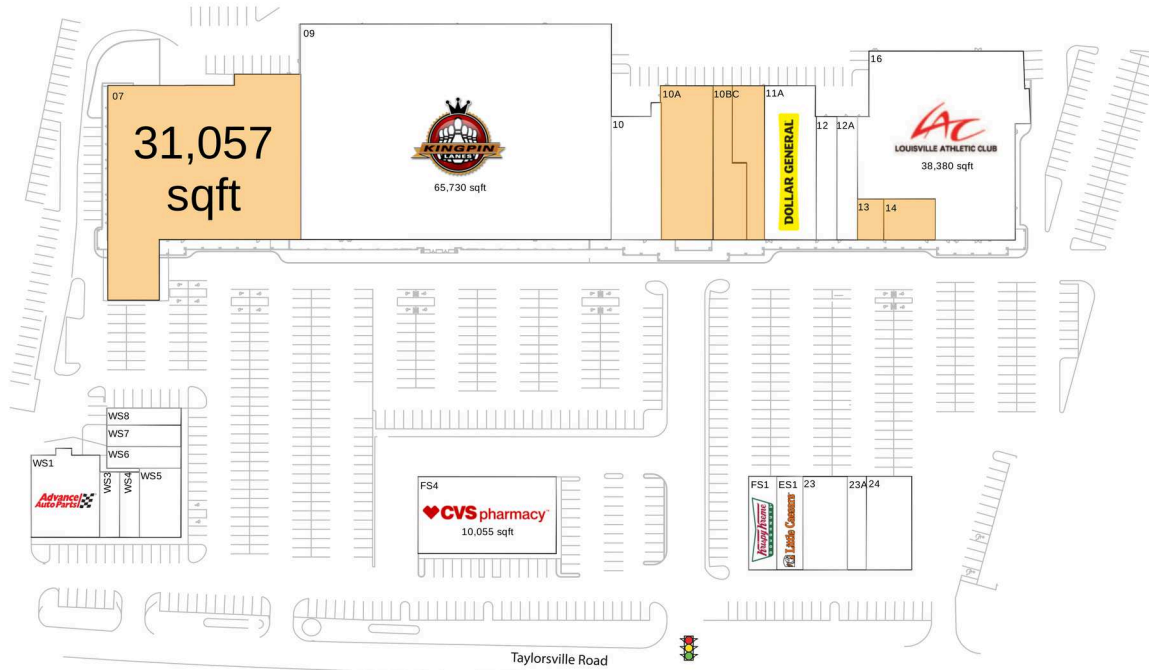 09
16
07
10A
10BC
11A
31,057
sqft
KINGPIN
LANES
65,730 sqft
10
DOLLAR GENERAL
12
12A
LAC
LOUISVILLE ATHLETIC CLUB
38,380 sqft
13
14
WS8
WS7
WS6
WS1
WS3
WS4
WS5
Advance
Auto Parts
FS4
CVS pharmacy
10,055 sqft
FS1
ES1
23
23A
24
Krispy Kreme
DOUGHNUTS
Little Caesars
Taylorsville Road